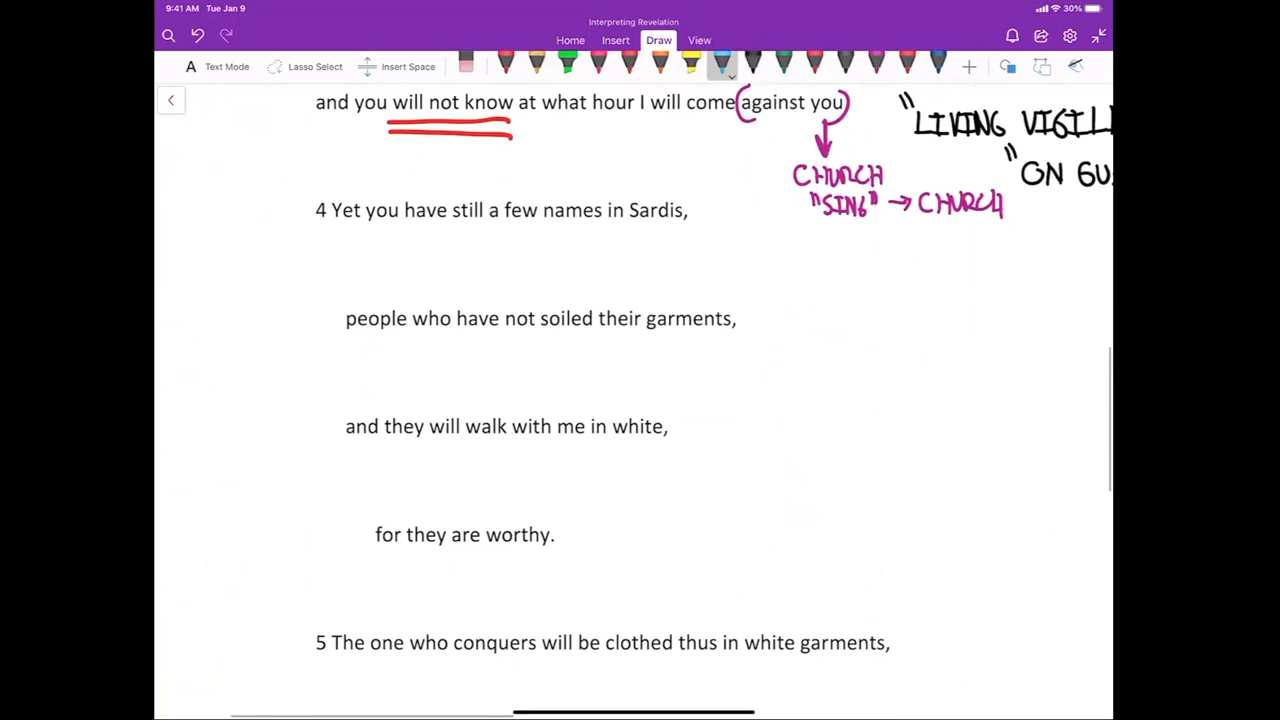 9:41 AM Tue Jan 9
30%
Interpreting Revelation
Home Insert Draw View
A Text Mode Lasso Select Insert Space
and you will not know at what hour I will come (against you)
"LIVING
"ON
CHURCH
"SING" → CHURCH
4 Yet you have still a few names in Sardis,
people who have not soiled their garments,
and they will walk with me in white,
for they are worthy.
5 The one who conquers will be clothed thus in white garments,